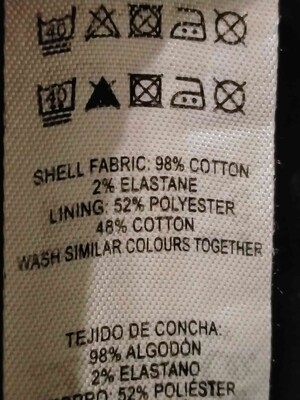 40
40
SHELL FABRIC: 98% COTTON
2% ELASTANE
LINING: 52% POLYESTER
48% COTTON
WASH SIMILAR COLOURS TOGETHER
TEJIDO DE CONCHA:
98% ALGODÓN
2% ELASTANO
52% POLIÉSTER